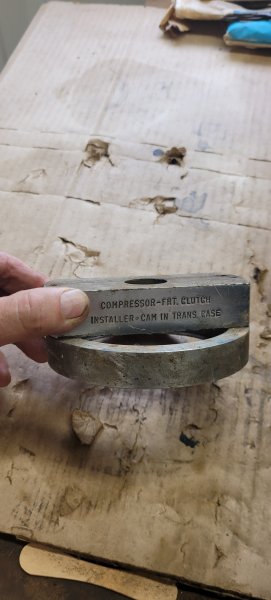 COMPRESSOR-FRT. CLUTCH
INSTALLER-CAM IN TRANS. CASE